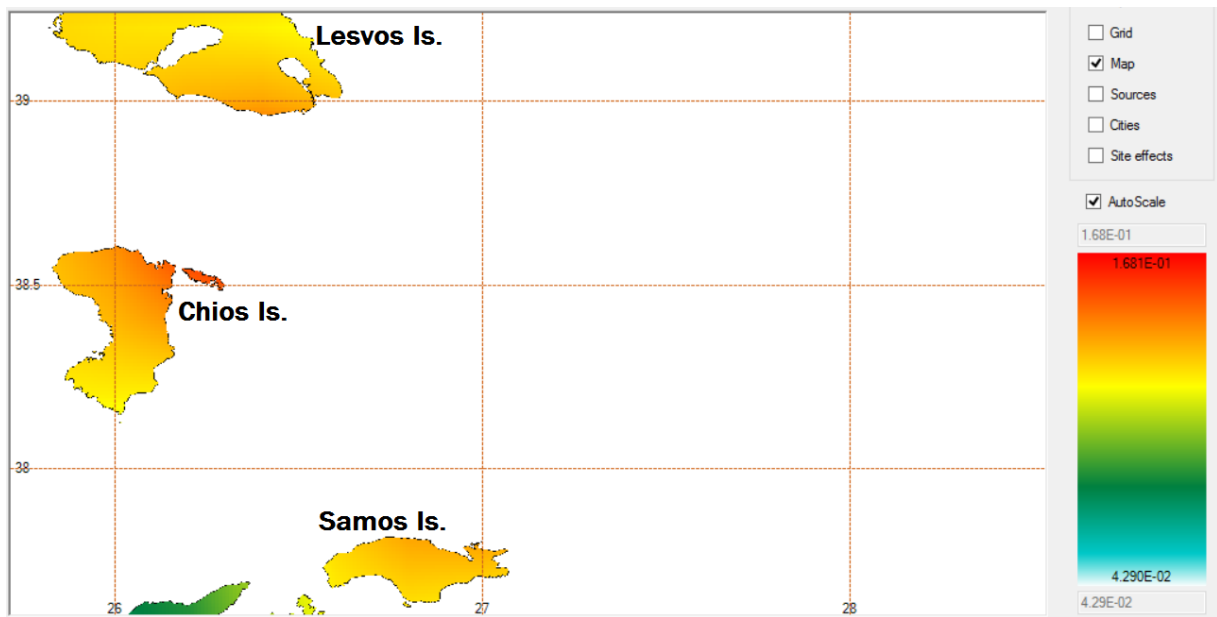 Lesvos Is.
39
38.5
Chios Is.
38
Samos Is.
26
27
28
Grid
Map
Sources
Cities
Site effects
AutoScale
1.68E-01
1.681E-01
4.290E-02
4.29E-02